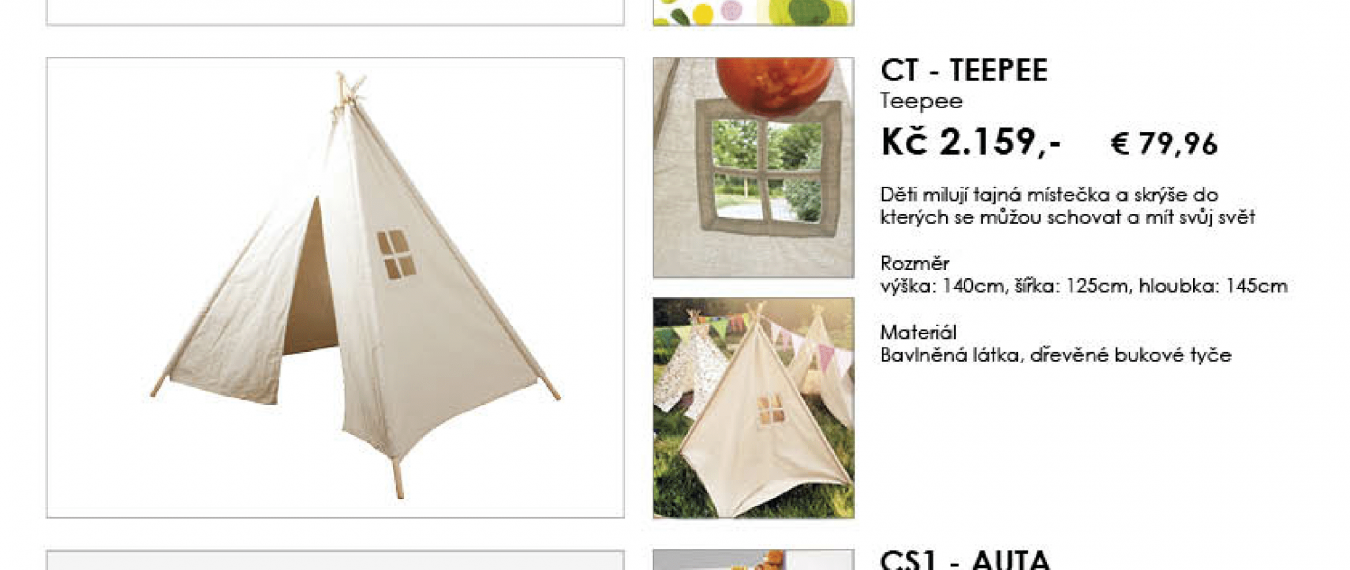 CT - TEEPEE
Teepee
Kč 2.159,- € 79,96
Děti milují tajná místečka a skrýše do
kterých se můžou schovat a mít svůj svět
Rozměr
výška: 140cm, šířka: 125cm, hloubka: 145cm
Materiál
Bavlněná látka, dřevěné bukové tyče
CS1 - AUTA